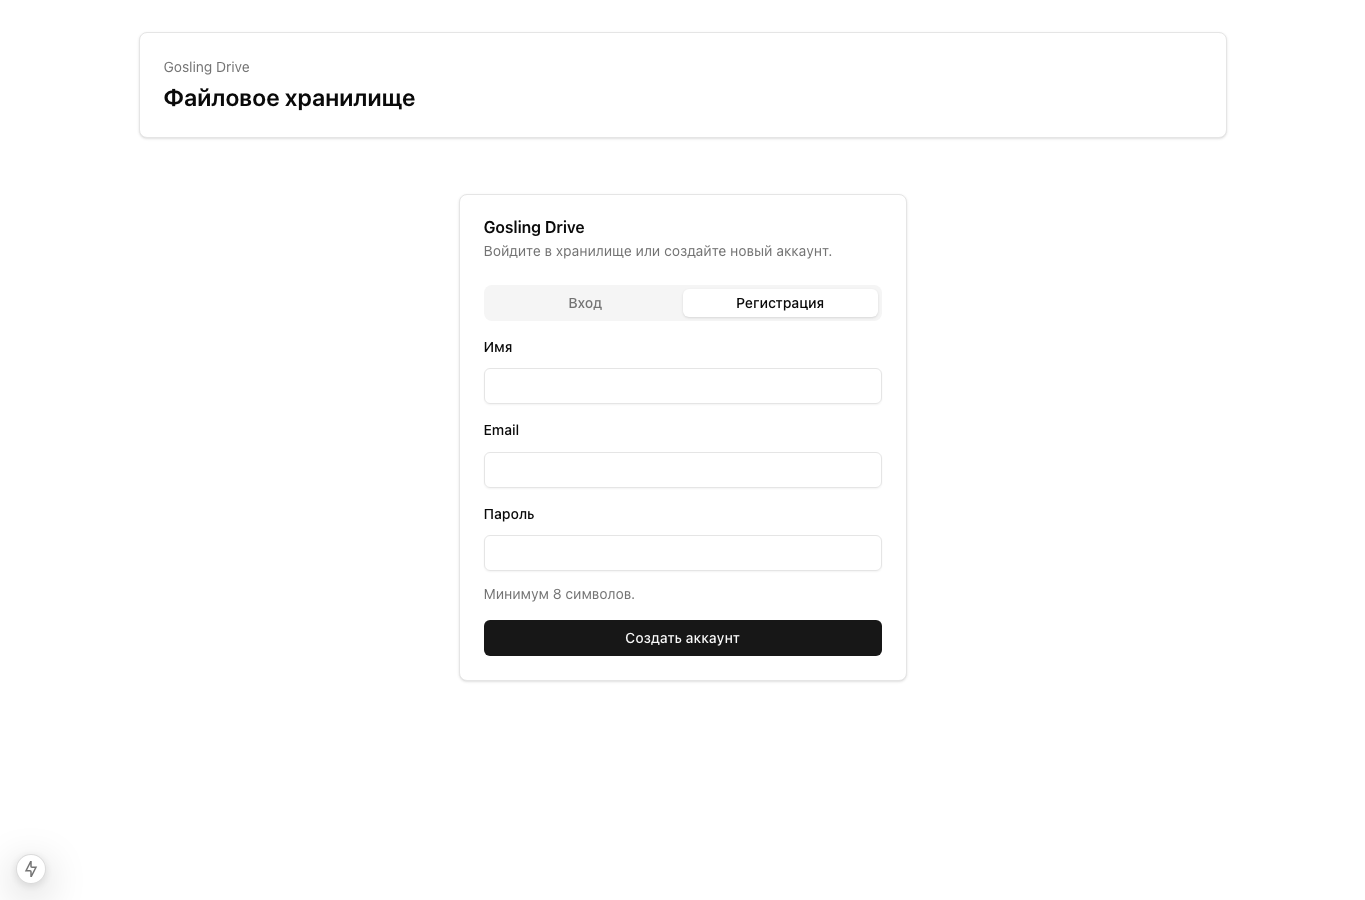 Gosling Drive
Файловое хранилище
Gosling Drive
Войдите в хранилище или создайте новый аккаунт.
Вход
Регистрация
Имя
Email
Пароль
Минимум 8 символов.
Создать аккаунт